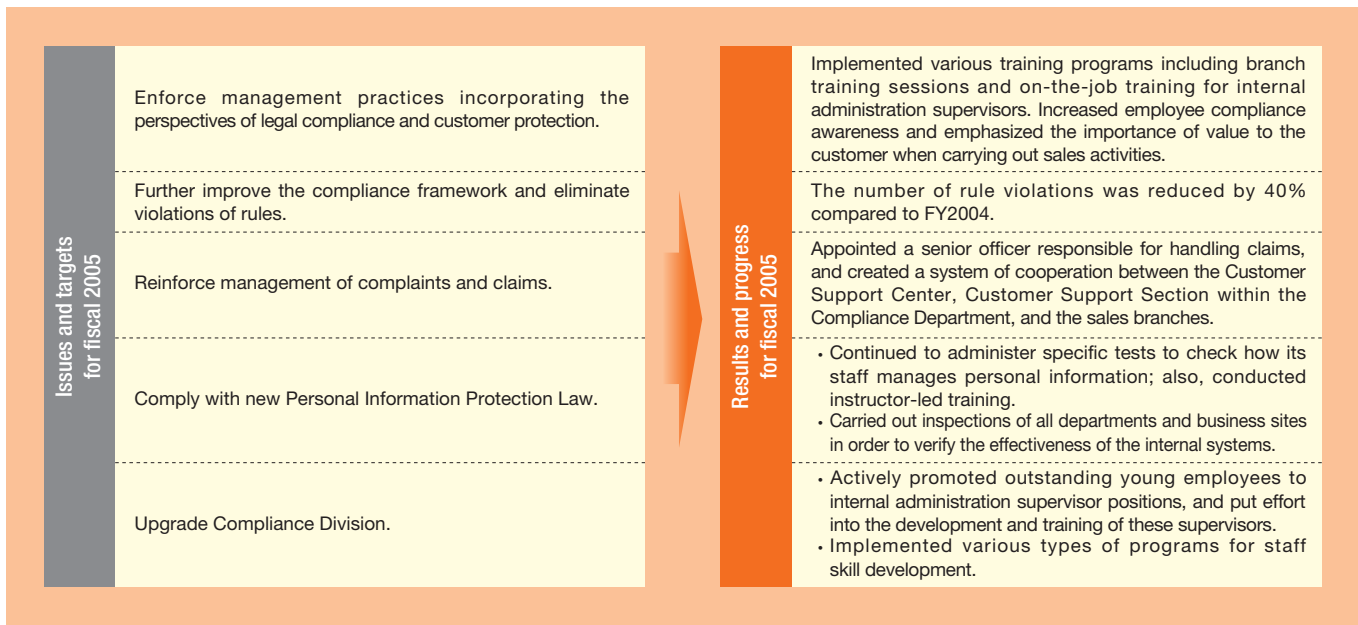 Issues and targets
for fiscal 2005
Enforce management practices incorporating the
perspectives of legal compliance and customer protection.
Further improve the compliance framework and eliminate
violations of rules.
Reinforce management of complaints and claims.
Comply with new Personal Information Protection Law.
Upgrade Compliance Division.
Results and progress
for fiscal 2005
Implemented various training programs including branch
training sessions and on-the-job training for internal
administration supervisors. Increased employee compliance
awareness and emphasized the importance of value to the
customer when carrying out sales activities.
The number of rule violations was reduced by 40%
compared to FY2004.
Appointed a senior officer responsible for handling claims,
and created a system of cooperation between the Customer
Support Center, Customer Support Section within the
Compliance Department, and the sales branches.
• Continued to administer specific tests to check how its
staff manages personal information; also, conducted
instructor-led training.
• Carried out inspections of all departments and business sites
in order to verify the effectiveness of the internal systems.
• Actively promoted outstanding young employees to
internal administration supervisor positions, and put effort
into the development and training of these supervisors.
• Implemented various types of programs for staff
skill development.